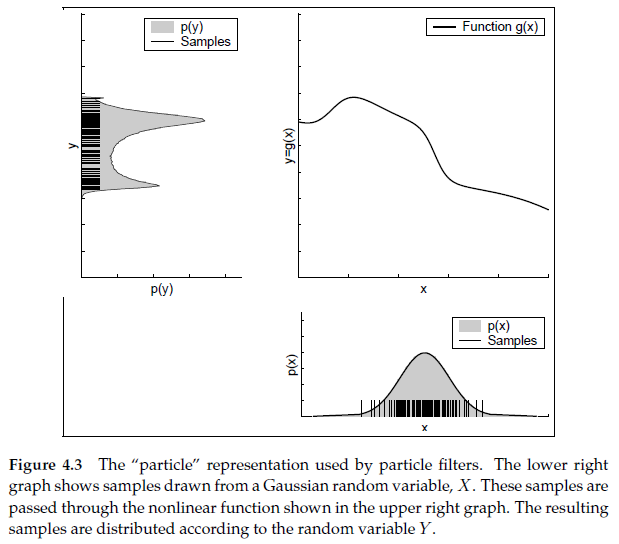 p(y)
Samples
y
p(y)
Function g(x)
y=g(x)
x
p(x)
Samples
p(x)
x
Figure 4.3 The “particle” representation used by particle filters. The lower right
graph shows samples drawn from a Gaussian random variable, X. These samples are
passed through the nonlinear function shown in the upper right graph. The resulting
samples are distributed according to the random variable Y.